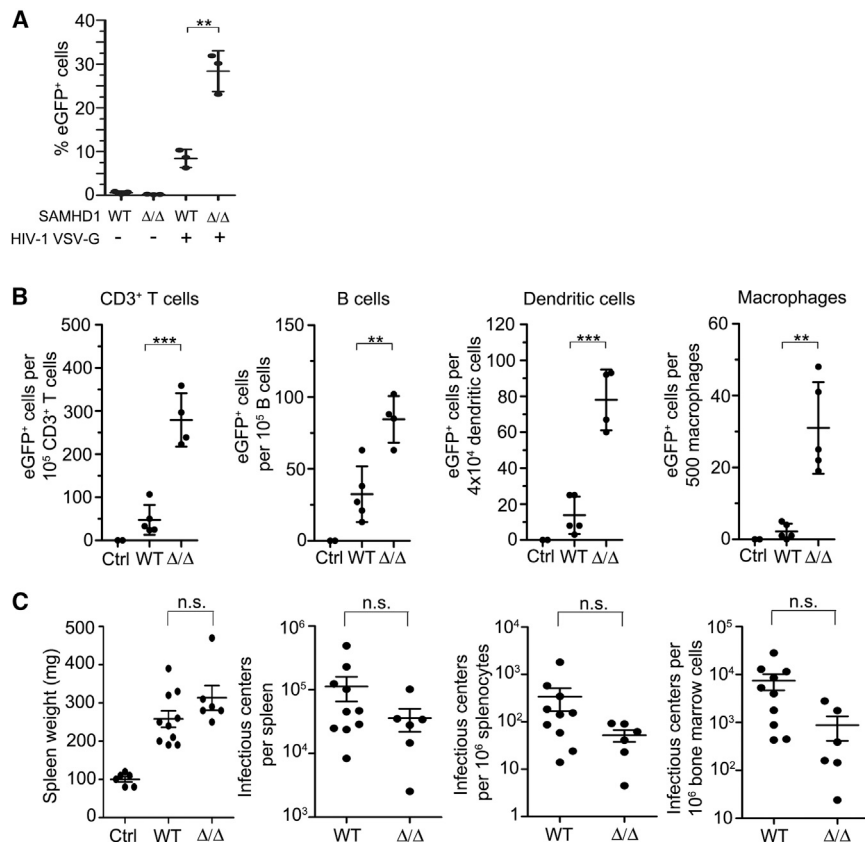 A
**
40
30
20
10
0
% eGFP⁺ cells
SAMHD1 WT Δ/Δ WT Δ/Δ
HIV-1 VSV-G - - + +
B
CD3⁺ T cells
500
400
300
200
100
50
0
eGFP⁺ cells per
10⁵ CD3⁺ T cells
***
Ctrl WT Δ/Δ
B cells
150
100
50
0
eGFP⁺ cells
per 10⁵ B cells
**
Ctrl WT Δ/Δ
Dendritic cells
120
100
80
60
40
20
0
eGFP⁺ cells per
4x10⁴ dendritic cells
***
Ctrl WT Δ/Δ
Macrophages
60
40
20
0
eGFP⁺ cells per
500 macrophages
**
Ctrl WT Δ/Δ
C
n.s.
500
400
300
200
100
0
Spleen weight (mg)
Ctrl WT Δ/Δ
n.s.
10⁶
10⁵
10⁴
10³
Infectious centers
per spleen
WT Δ/Δ
n.s.
10⁴
10³
10²
10
1
Infectious centers
per 10⁶ splenocytes
WT Δ/Δ
n.s.
10⁵
10⁴
10³
10²
10
Infectious centers per
10⁶ bone marrow cells
WT Δ/Δ